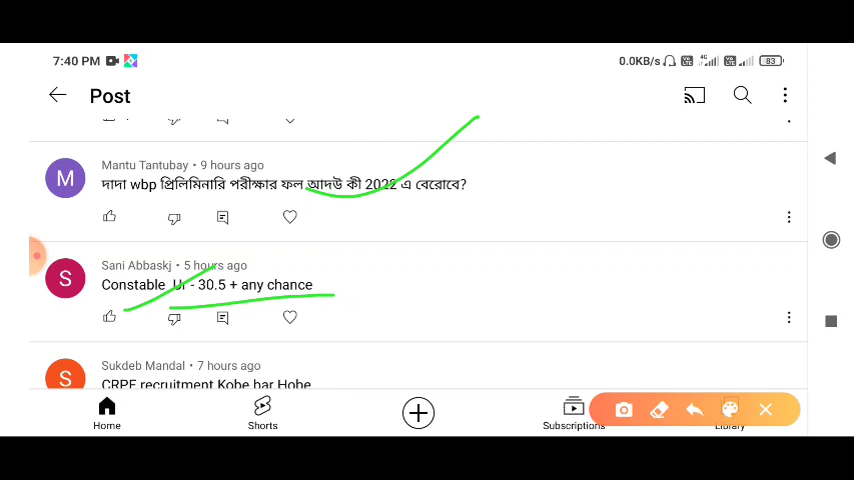 7:40 PM
0.0KB/s
4G
83
Post
M
Mantu Tantubay • 9 hours ago
দাদা wbp প্রিলিমিনারি পরীক্ষার ফল আদউ কী 2022 এ বেরোবে?
S
Sani Abbaskj • 5 hours ago
Constable Ur - 30.5 + any chance
S
Sukdeb Mandal • 7 hours ago
CRPF recruitment Kobe bar Hobe
Home
Shorts
Subscriptions
Library